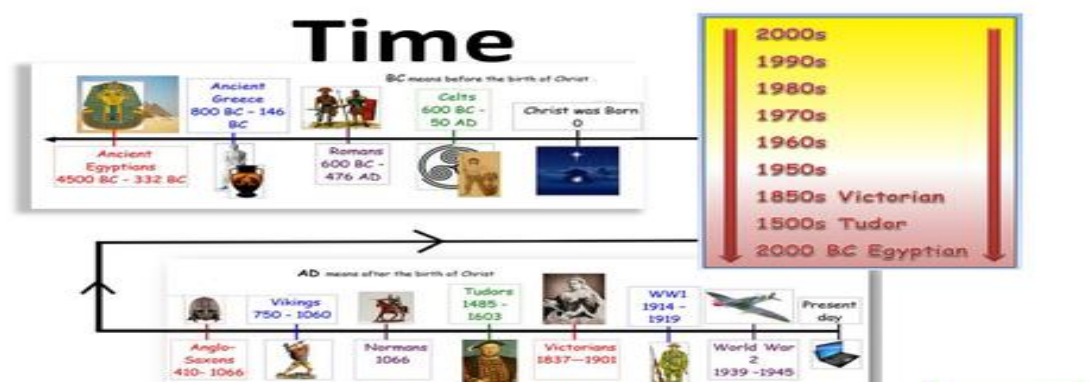 Time
BC means before the birth of Christ .
Ancient
Greece
800 BC - 146
BC
Celts
600 BC -
50 AD
Christ was Born
0
Ancient
Egyptians
4500 BC - 332 BC
Romans
600 BC -
476 AD
2000s
1990s
1980s
1970s
1960s
1950s
1850s Victorian
1500s Tudor
2000 BC Egyptian
AD means after the birth of Christ
Vikings
750 - 1060
Tudors
1485 -
1603
WW1
1914 -
1919
Present
day
Anglo-
Saxons
410- 1066
Normans
1066
Victorians
1837—1901
World War
2
1939 -1945